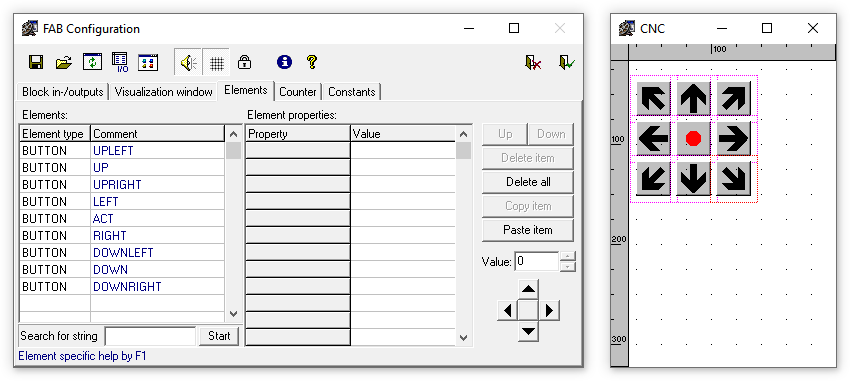 FAB Configuration
I/O
Block in-/outputs Visualization window Elements Counter Constants
Elements:
Element type Comment
BUTTON UPLEFT
BUTTON UP
BUTTON UPRIGHT
BUTTON LEFT
BUTTON ACT
BUTTON RIGHT
BUTTON DOWNLEFT
BUTTON DOWN
BUTTON DOWNRIGHT
Search for string Start
Element specific help by F1
Element properties:
Property Value
Up Down
Delete item
Delete all
Copy item
Paste item
Value: 0
CNC
100
100
200
300